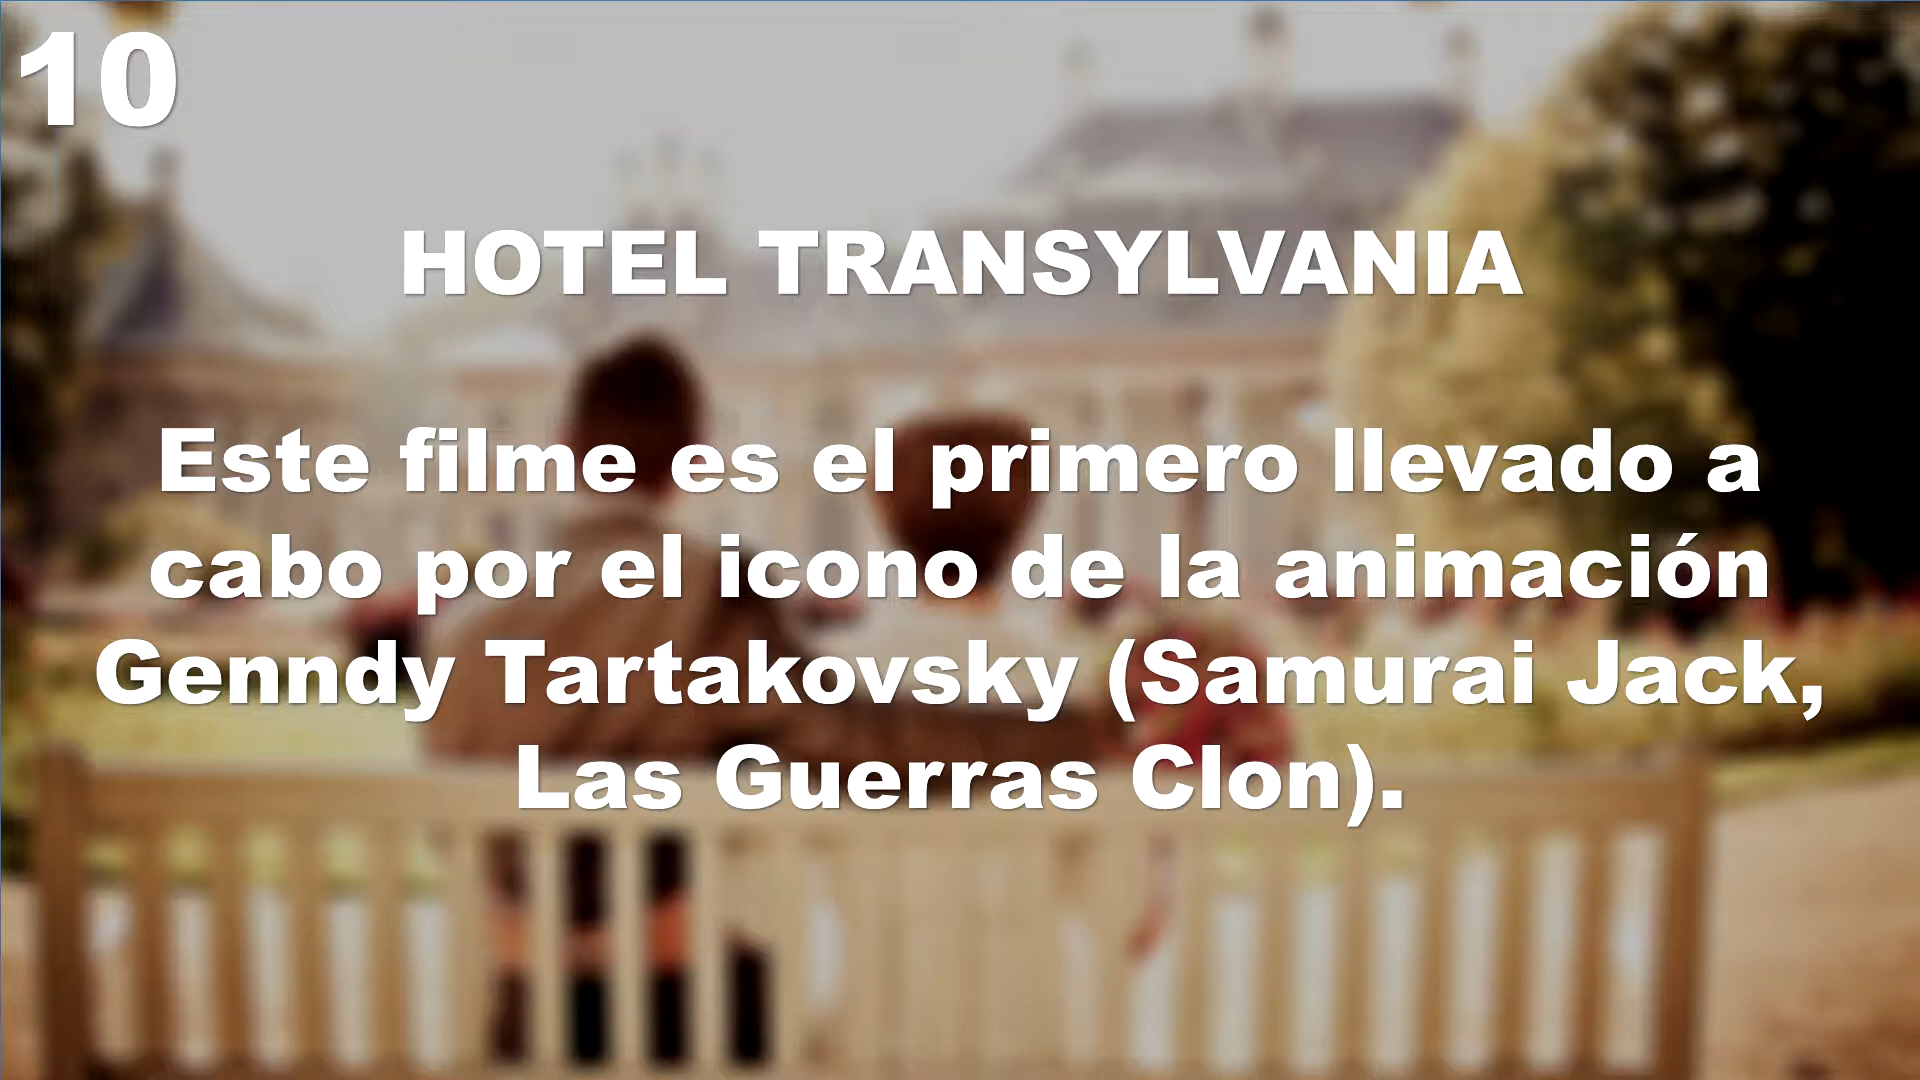 10
HOTEL TRANSYLVANIA
Este filme es el primero llevado a
cabo por el icono de la animación
Genndy Tartakovsky (Samurai Jack,
Las Guerras Clon).